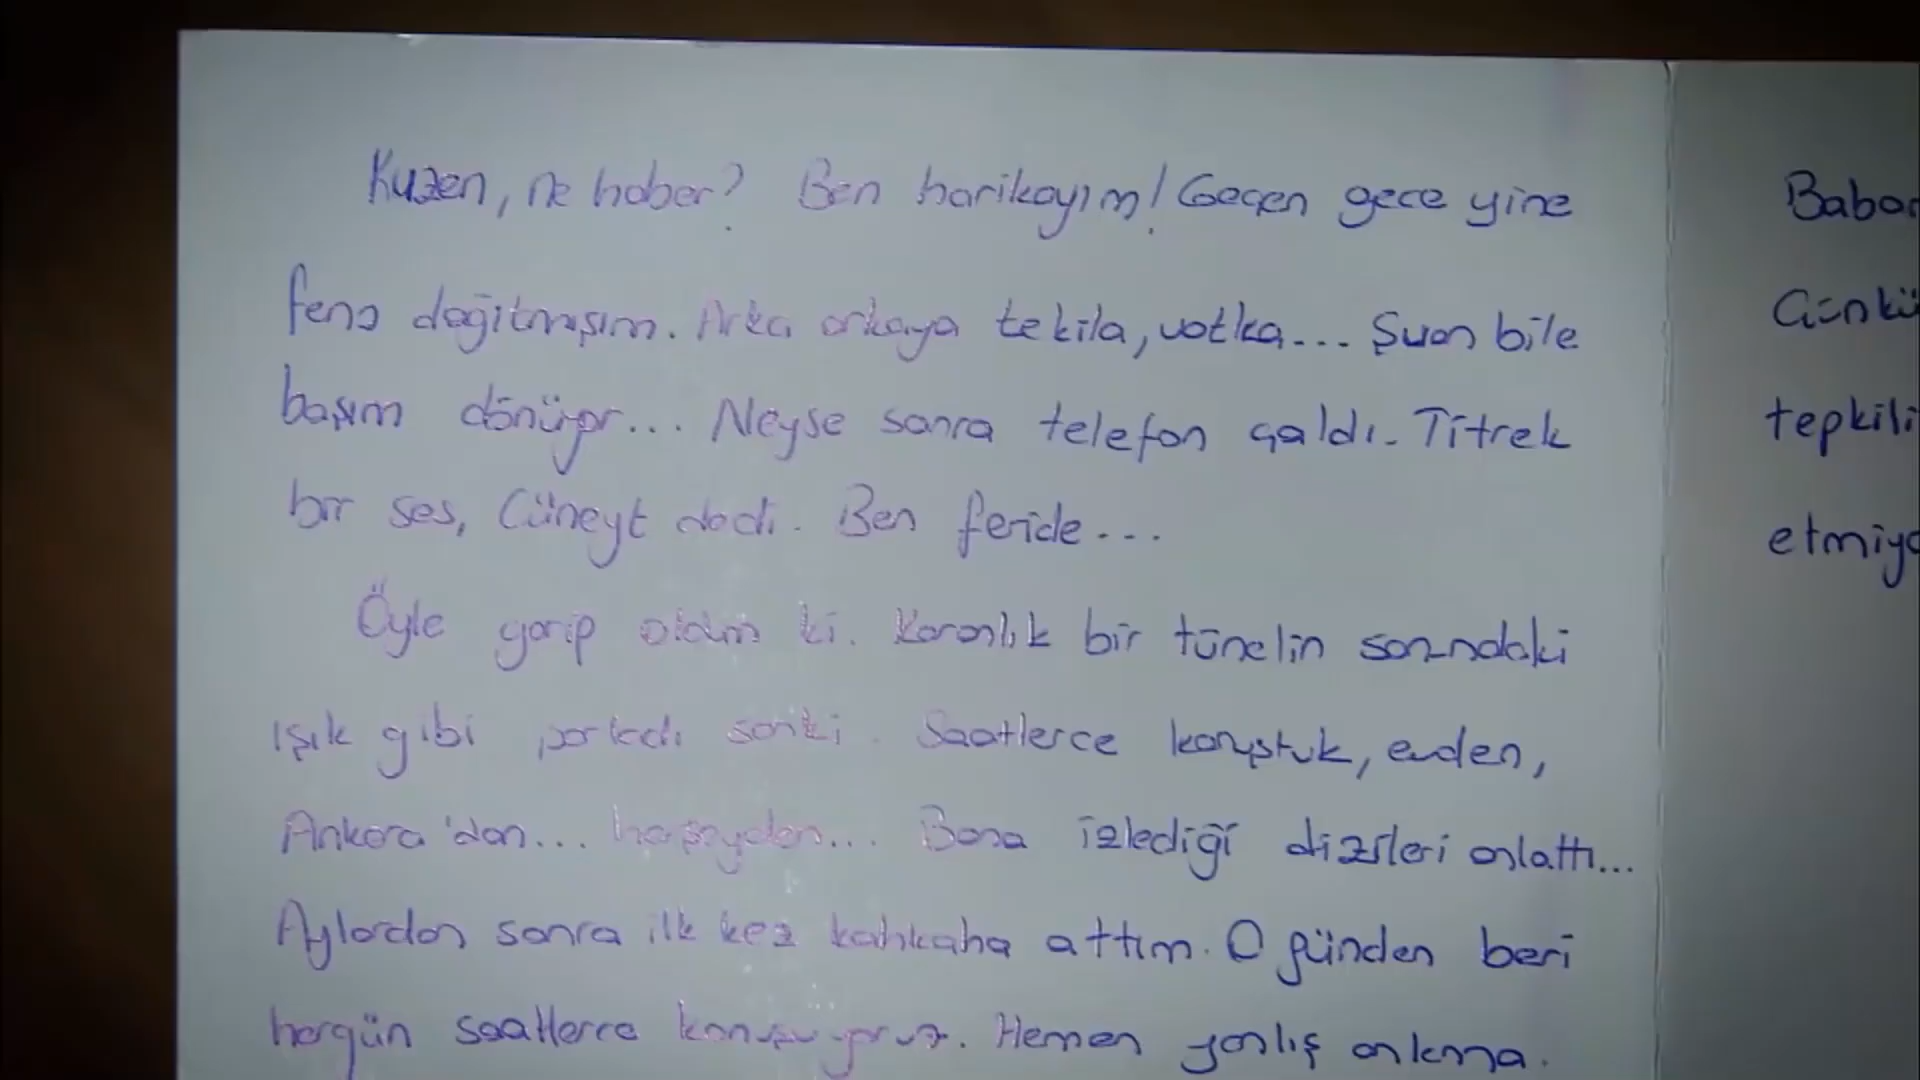 Kuzen, ne haber? Ben harikayım! Geçen gece yine
fena dağıtmışım. Arka arkaya tekila, votka... Şuan bile
başım dönüyor... Neyse sonra telefon çaldı. Titrek
bir ses, Cüneyt dedi. Ben feride...
Öyle garip oldum ki. Karanlık bir tünelin sonundaki
ışık gibi parladı sanki. Saatlerce konuştuk, evden,
Ankara'dan... herşeyden... Bana izlediği dizileri anlattı...
Aylardan sonra ilk kez kahkaha attım. O günden beri
hergün saatlerce konuşuyoruz. Hemen yanlış anlama.
Baba
Çünkü
tepkili
etmiyo